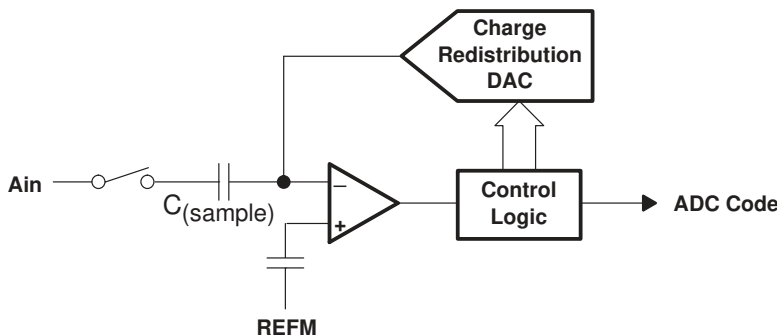 Charge
Redistribution
DAC
Ain
C(sample)
−
+
Control
Logic
ADC Code
REFM